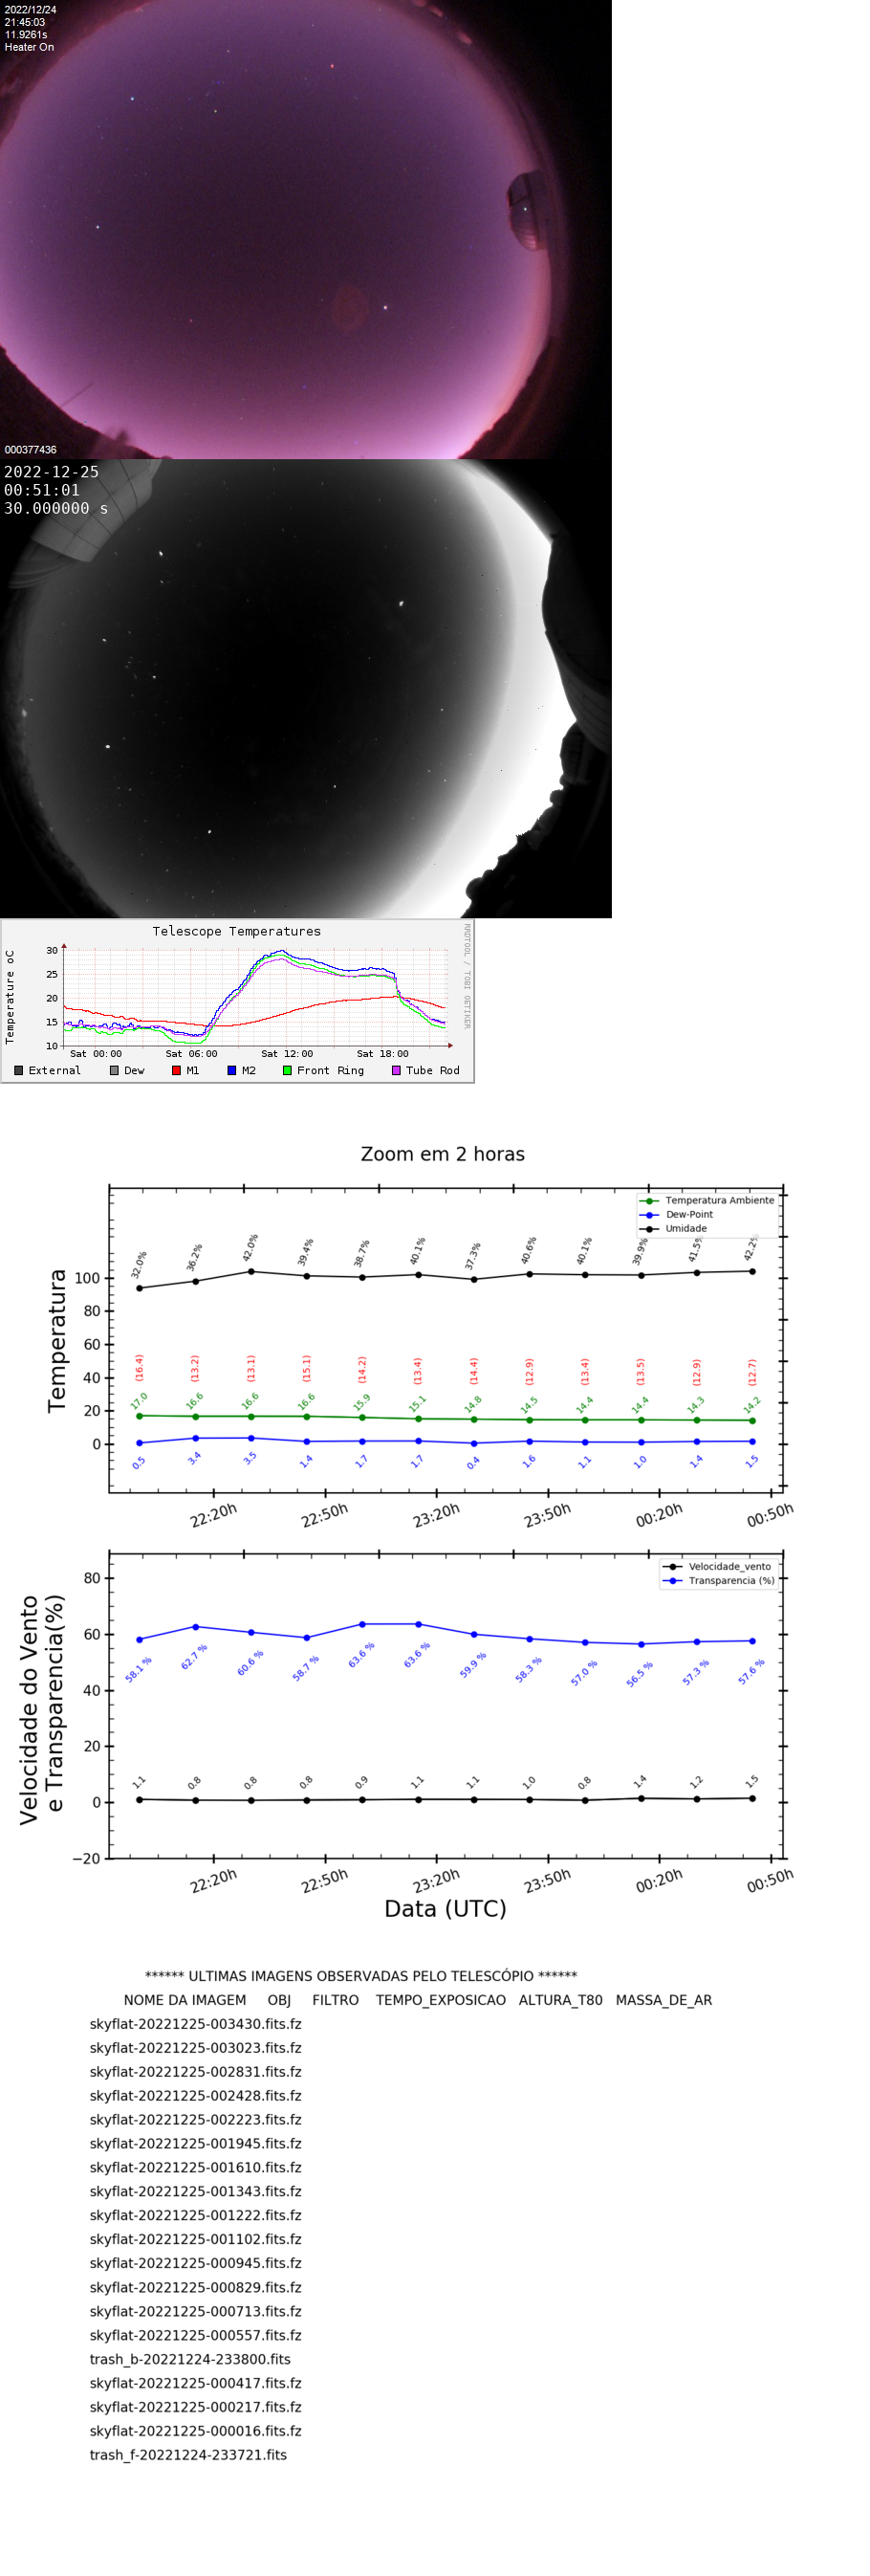 2022/12/24
21:45:03
11.9261s
Heater On
000377436
2022-12-25
00:51:01
30.000000 s
Telescope Temperatures
RRDTOOL / TOBI OETIKER
Temperature oC
30
25
20
15
10
Sat 00:00 Sat 06:00 Sat 12:00 Sat 18:00
External Dew M1 M2 Front Ring Tube Rod
Zoom em 2 horas
Temperatura Ambiente
Dew-Point
Umidade
Temperatura
100
80
60
40
20
0
32.0% 36.2% 42.0% 39.4% 38.7% 40.1% 37.3% 40.6% 40.1% 39.9% 41.5% 42.2%
(16.4) (13.2) (13.1) (15.1) (14.2) (13.4) (14.4) (12.9) (13.4) (13.5) (12.9) (12.7)
17.0 16.6 16.6 16.6 15.9 15.1 14.8 14.5 14.4 14.4 14.3 14.2
0.5 3.4 3.5 1.4 1.7 1.7 0.4 1.6 1.1 1.0 1.4 1.5
22:20h 22:50h 23:20h 23:50h 00:20h 00:50h
Velocidade_vento
Transparencia (%)
Velocidade do Vento
e Transparencia(%)
80
60
40
20
0
−20
58.1 % 62.7 % 60.6 % 58.7 % 63.6 % 63.6 % 59.9 % 58.3 % 57.0 % 56.5 % 57.3 % 57.6 %
1.1 0.8 0.8 0.8 0.9 1.1 1.1 1.0 0.8 1.4 1.2 1.5
22:20h 22:50h 23:20h 23:50h 00:20h 00:50h
Data (UTC)
****** ULTIMAS IMAGENS OBSERVADAS PELO TELESCÓPIO ******
NOME DA IMAGEM OBJ FILTRO TEMPO_EXPOSICAO ALTURA_T80 MASSA_DE_AR
skyflat-20221225-003430.fits.fz
skyflat-20221225-003023.fits.fz
skyflat-20221225-002831.fits.fz
skyflat-20221225-002428.fits.fz
skyflat-20221225-002223.fits.fz
skyflat-20221225-001945.fits.fz
skyflat-20221225-001610.fits.fz
skyflat-20221225-001343.fits.fz
skyflat-20221225-001222.fits.fz
skyflat-20221225-001102.fits.fz
skyflat-20221225-000945.fits.fz
skyflat-20221225-000829.fits.fz
skyflat-20221225-000713.fits.fz
skyflat-20221225-000557.fits.fz
trash_b-20221224-233800.fits
skyflat-20221225-000417.fits.fz
skyflat-20221225-000217.fits.fz
skyflat-20221225-000016.fits.fz
trash_f-20221224-233721.fits